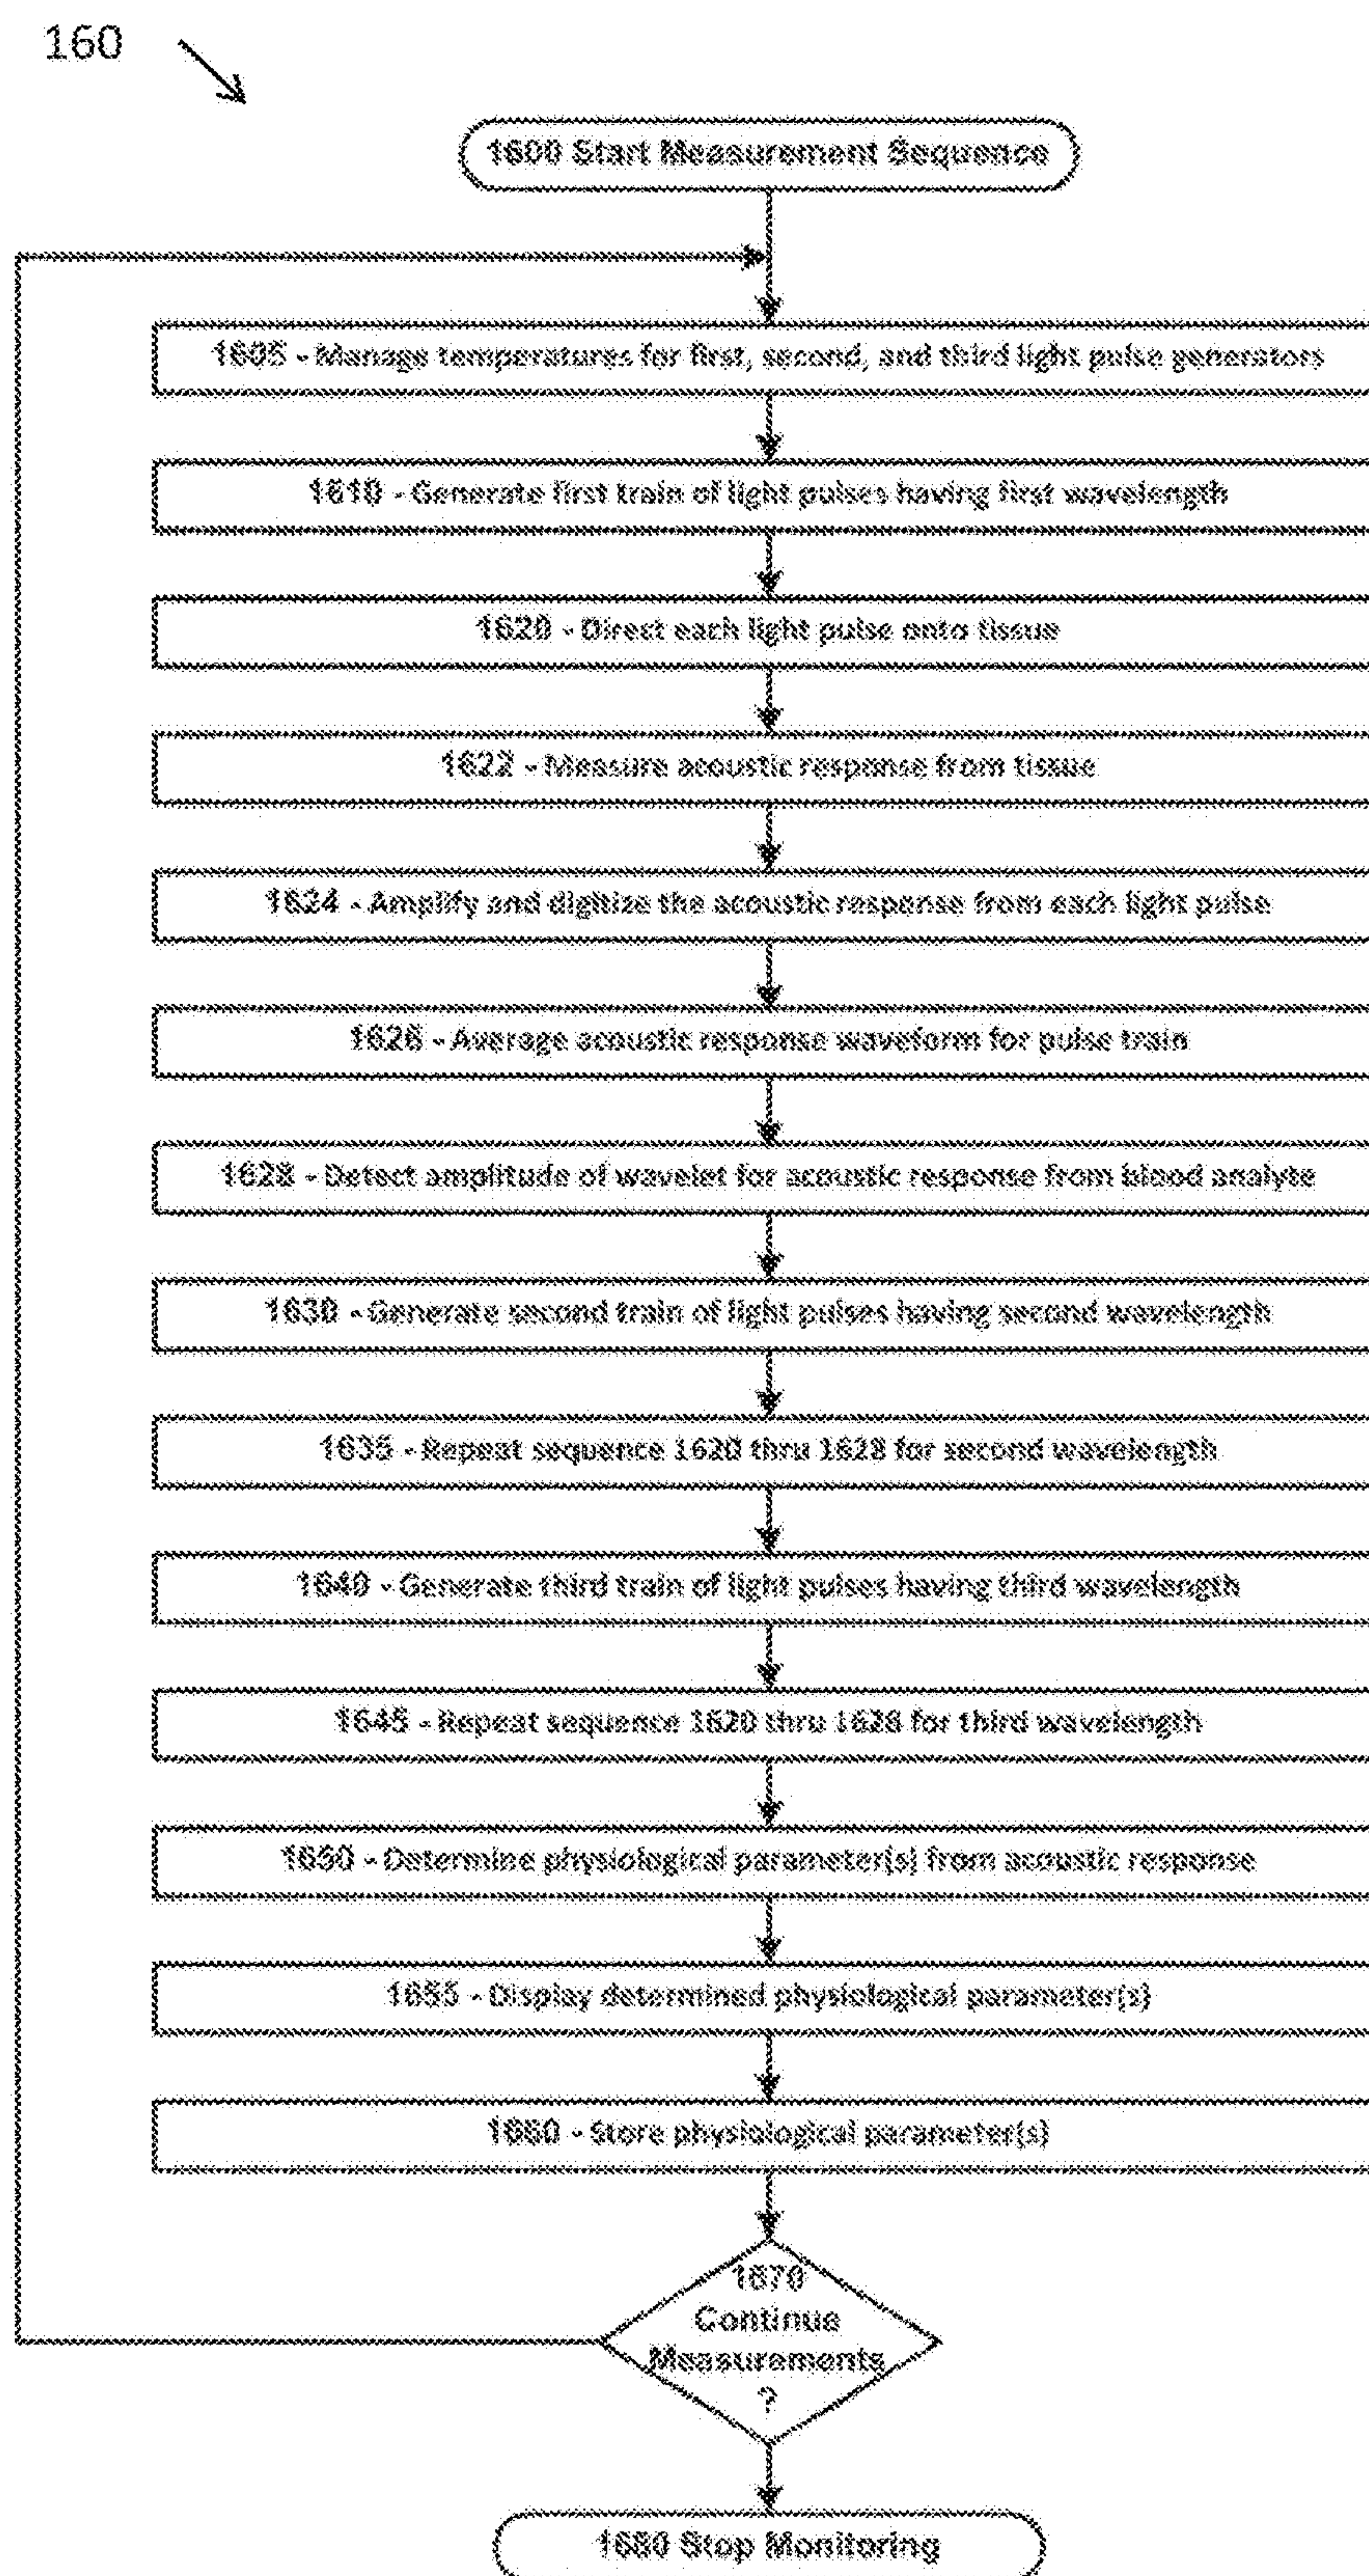 160
1600 Start Measurement Sequence
1605 - Manage temperatures for first, second, and third light pulse generators
1610 - Generate first train of light pulses having first wavelength
1620 - Direct each light pulse onto tissue
1622 - Measure acoustic response from tissue
1624 - Amplify and digitize the acoustic response from each light pulse
1626 - Average acoustic response waveform for pulse train
1628 - Detect amplitude of wavelet for acoustic response from blood analyte
1630 - Generate second train of light pulses having second wavelength
1635 - Repeat sequence 1620 thru 1628 for second wavelength
1640 - Generate third train of light pulses having third wavelength
1645 - Repeat sequence 1620 thru 1628 for third wavelength
1650 - Determine physiological parameter(s) from acoustic response
1655 - Display determined physiological parameter(s)
1660 - Store physiological parameter(s)
1670
Continue
Measurements
?
1680 Stop Monitoring